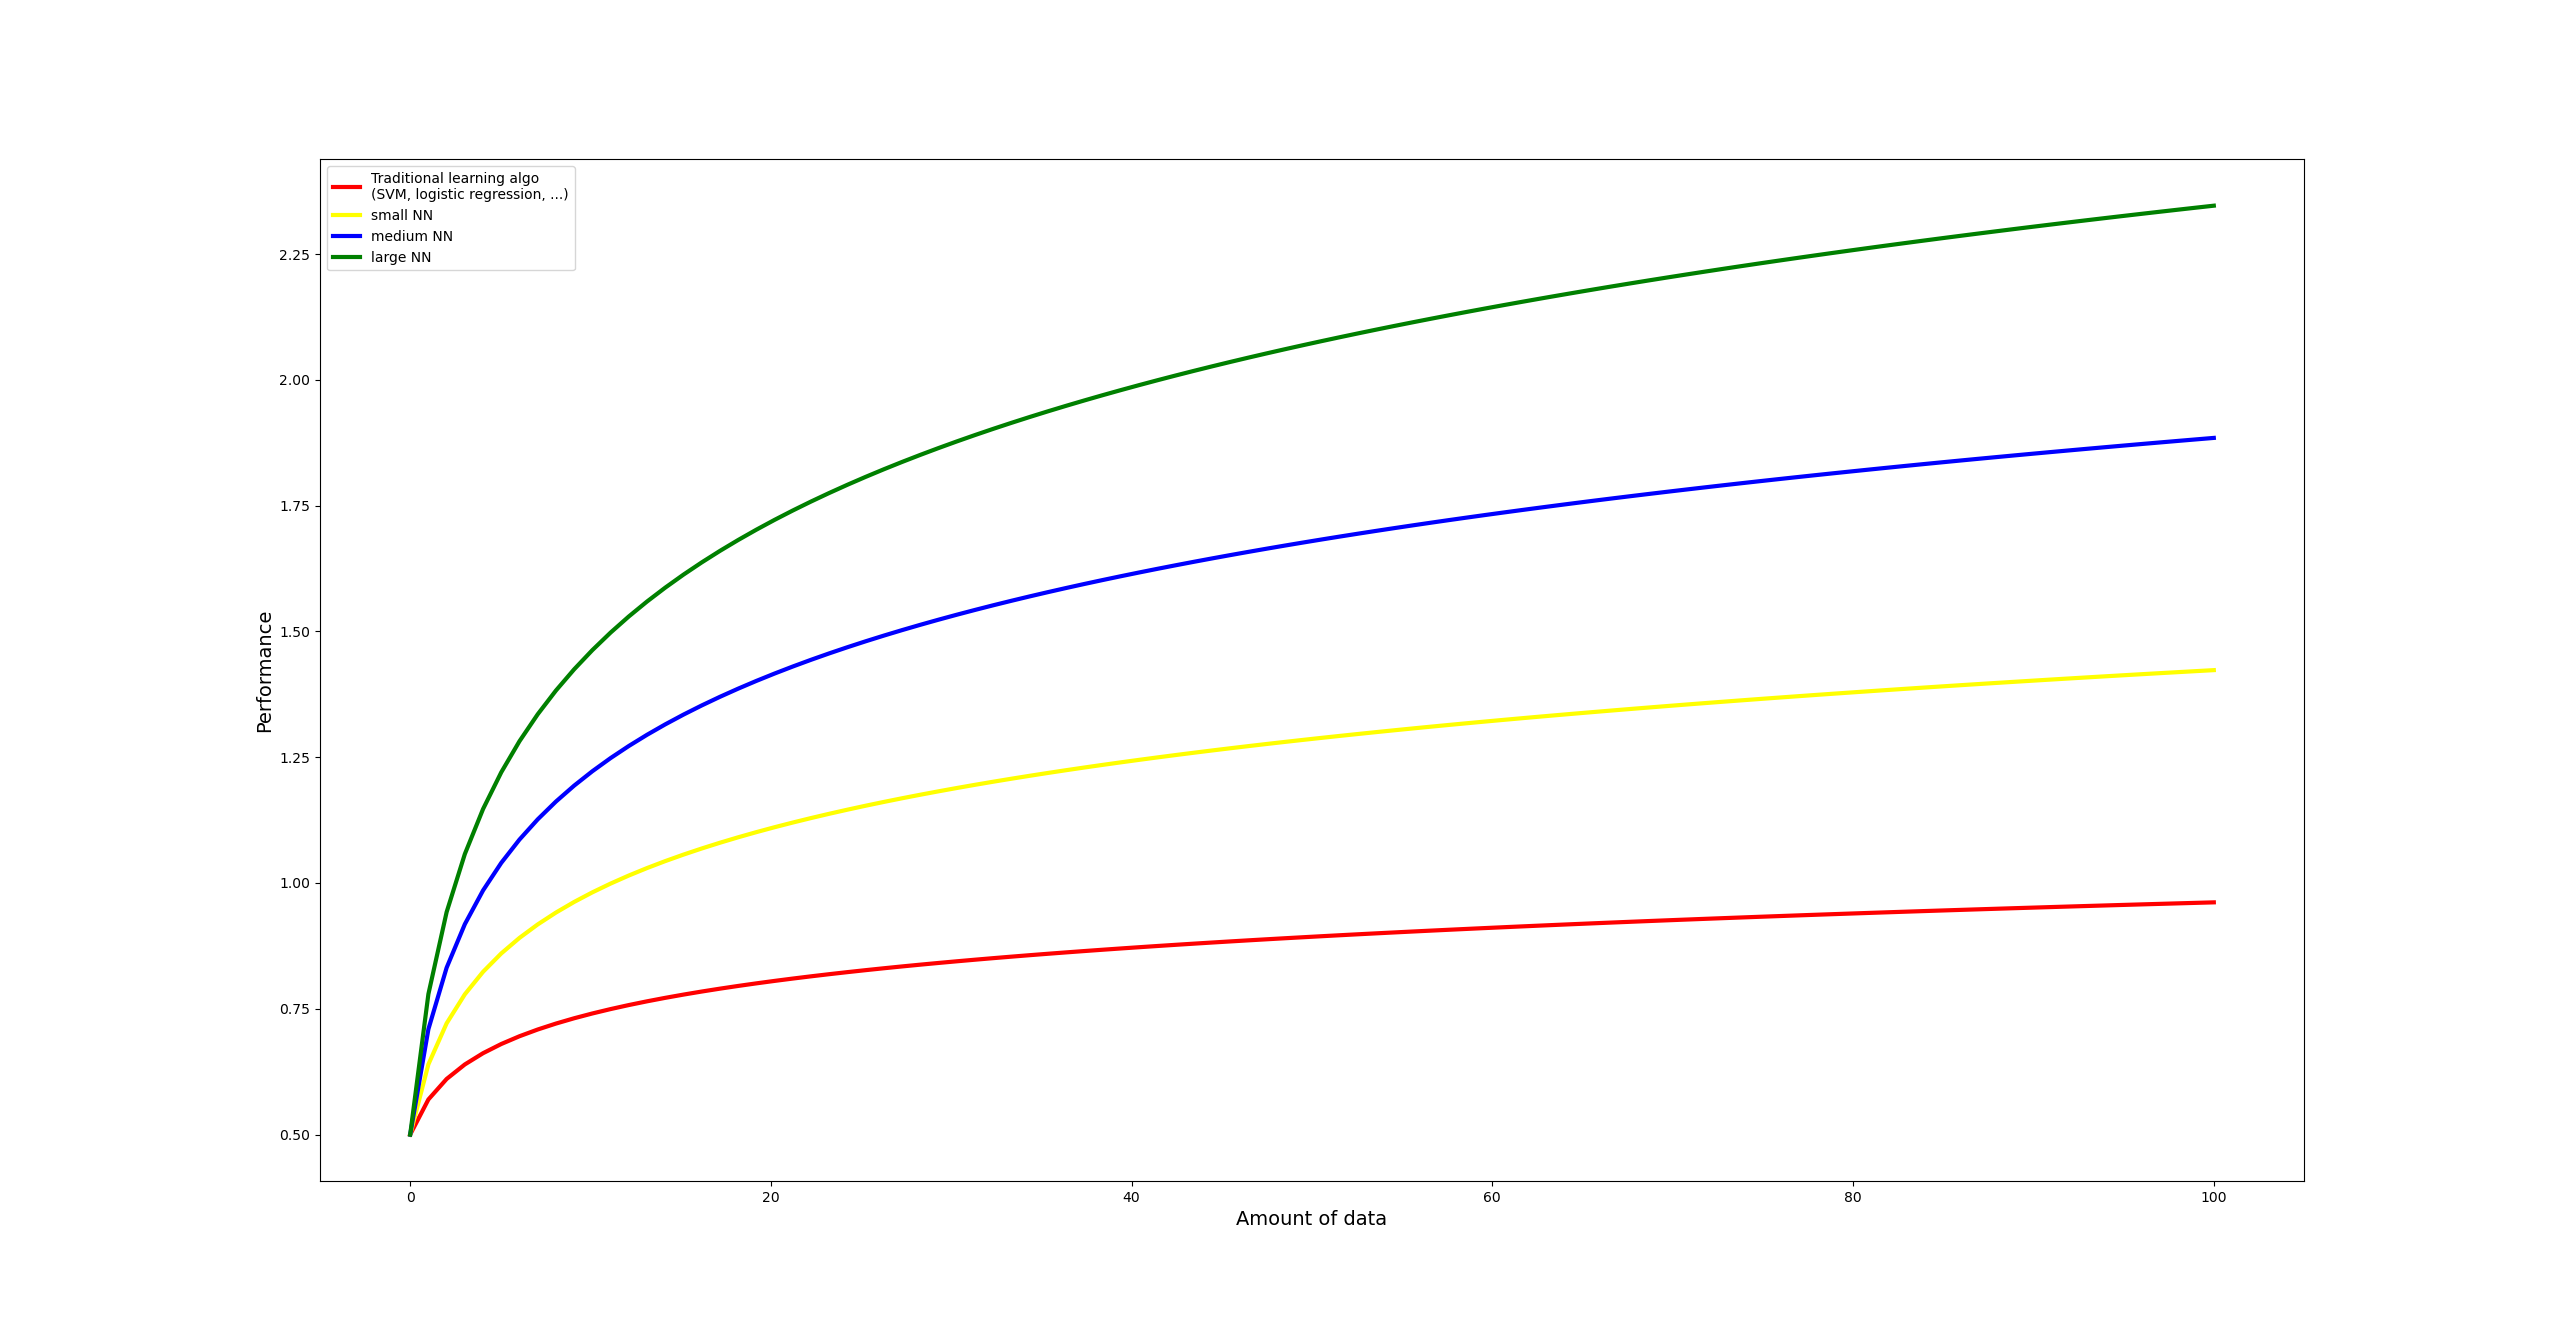 Traditional learning algo
(SVM, logistic regression, ...)
small NN
medium NN
large NN
2.25
2.00
1.75
1.50
1.25
1.00
0.75
0.50
Performance
0 20 40 60 80 100
Amount of data